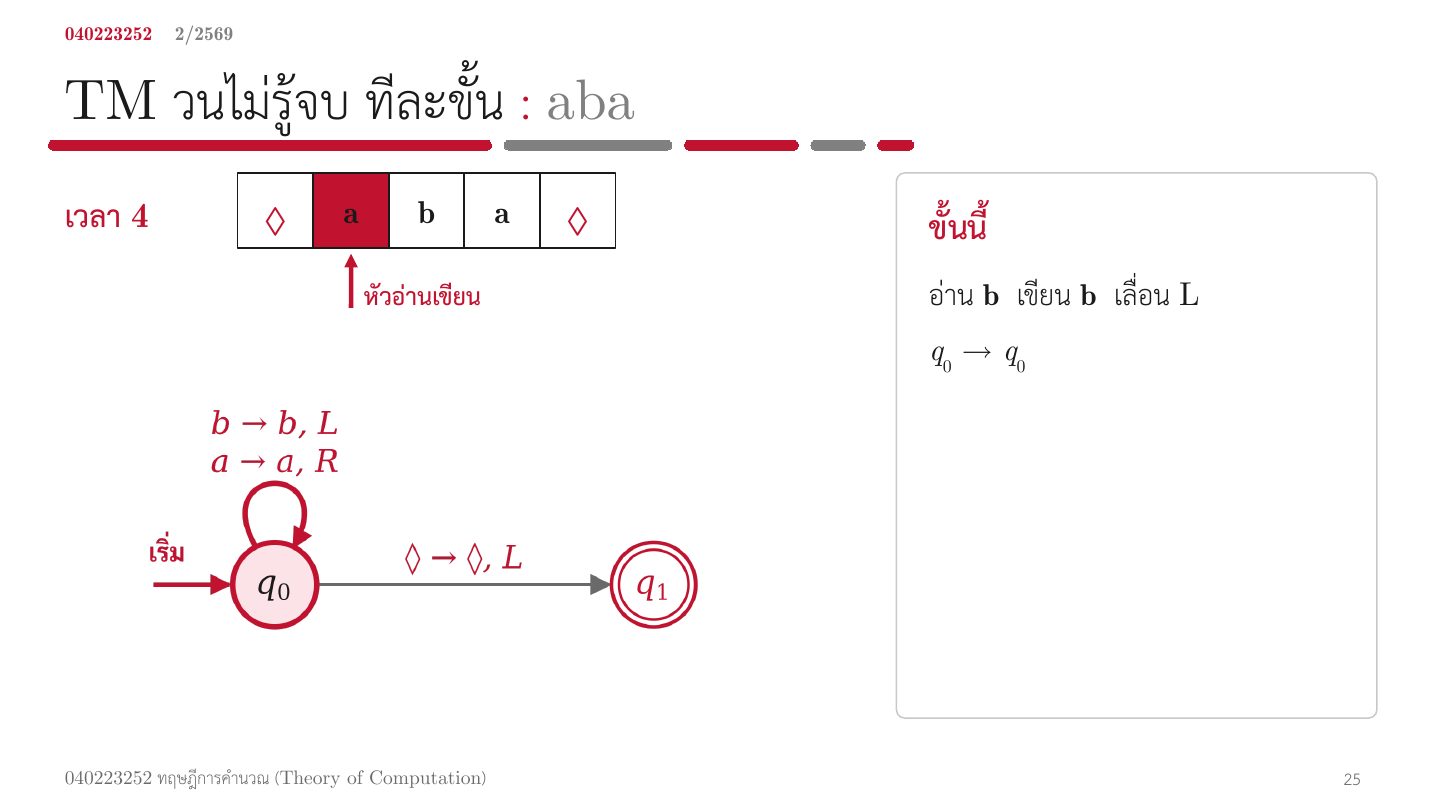 040223252 2/2569
TM วนไม่รู้จบ ทีละขั้น : aba
เวลา 4
◊ a b a ◊
หัวอ่านเขียน
ขั้นนี้
อ่าน b เขียน b เลื่อน L
q₀ → q₀
b → b, L
a → a, R
เริ่ม
◊ → ◊, L
q₀
q₁
040223252 ทฤษฎีการคำนวณ (Theory of Computation)
25